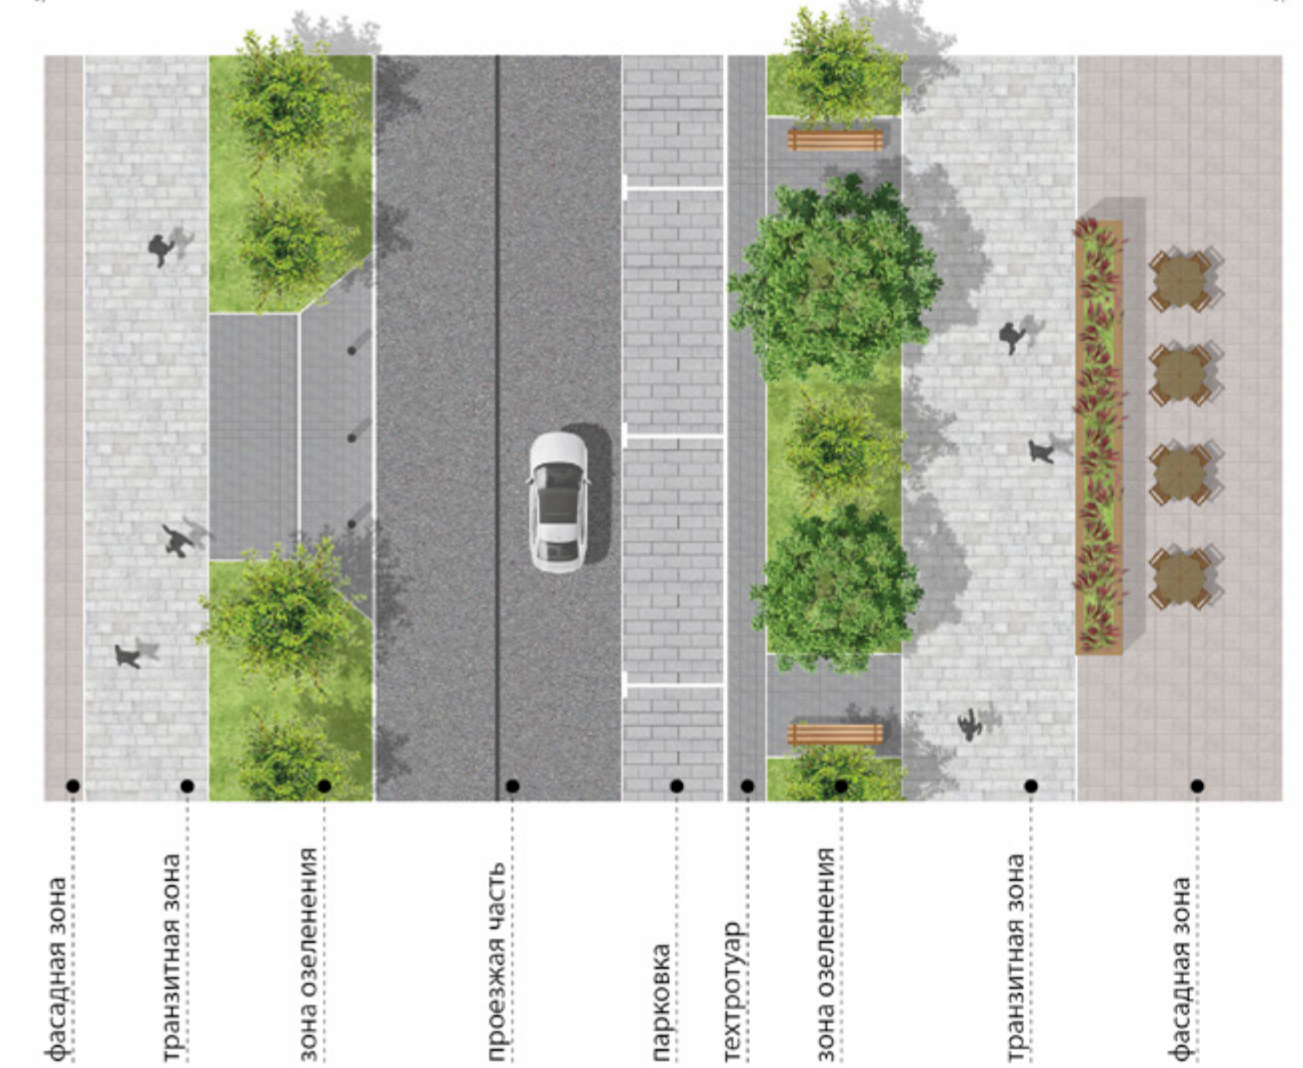 фасадная зона
транзитная зона
зона озеленения
проезжая часть
парковка
техтротуар
зона озеленения
транзитная зона
фасадная зона